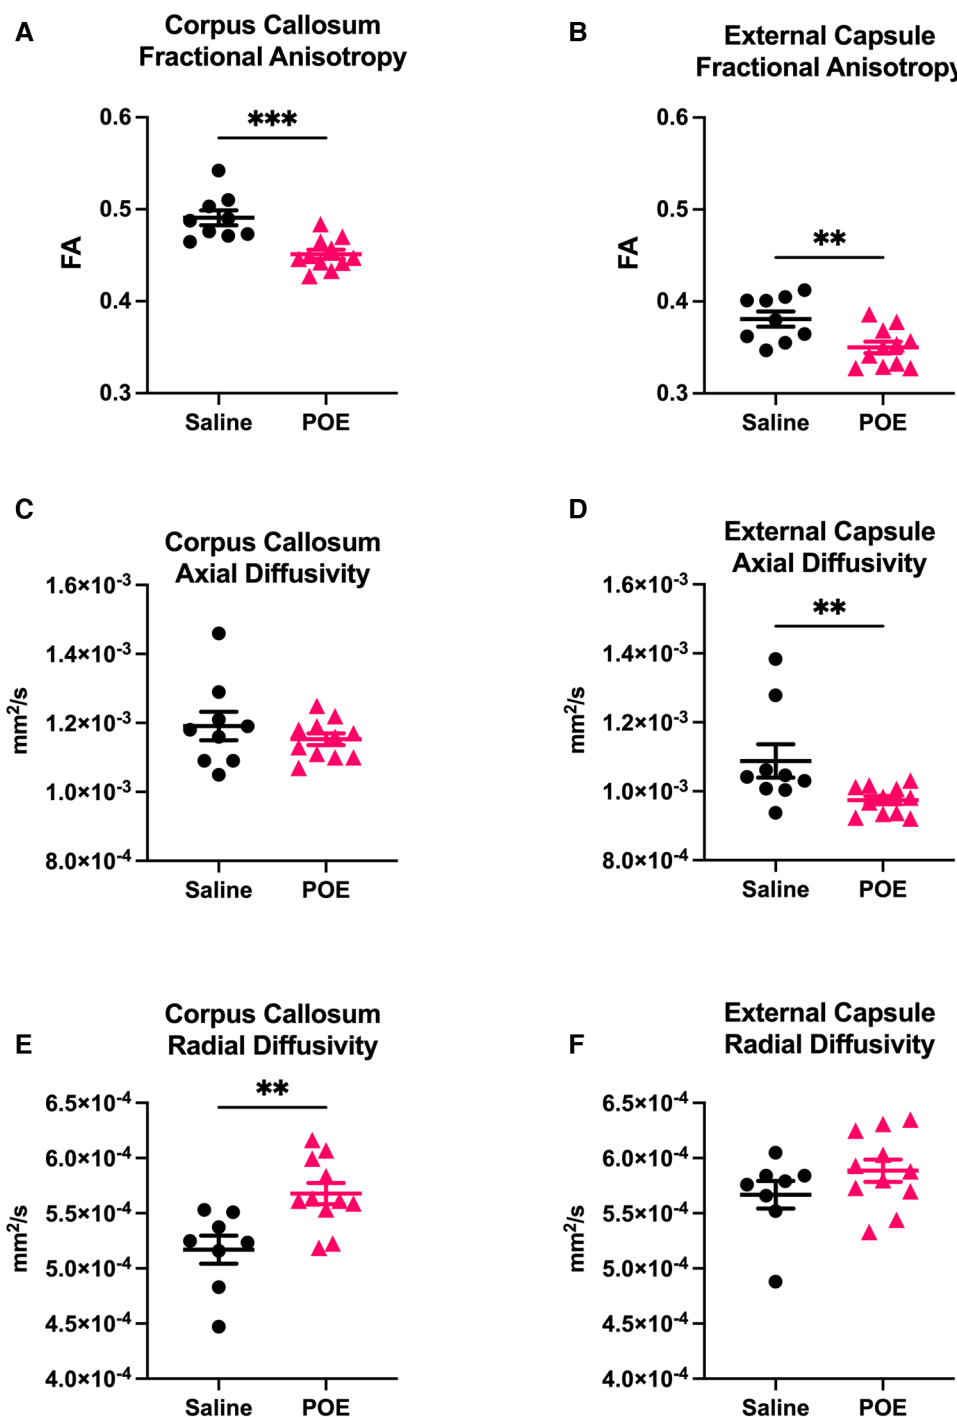 A
Corpus Callosum
Fractional Anisotropy
0.6
0.5
0.4
0.3
FA
***
Saline
POE
B
External Capsule
Fractional Anisotropy
0.6
0.5
0.4
0.3
FA
**
Saline
POE
C
Corpus Callosum
Axial Diffusivity
1.6×10⁻³
1.4×10⁻³
1.2×10⁻³
1.0×10⁻³
8.0×10⁻⁴
mm²/s
Saline
POE
D
External Capsule
Axial Diffusivity
1.6×10⁻³
1.4×10⁻³
1.2×10⁻³
1.0×10⁻³
8.0×10⁻⁴
mm²/s
**
Saline
POE
E
Corpus Callosum
Radial Diffusivity
6.5×10⁻⁴
6.0×10⁻⁴
5.5×10⁻⁴
5.0×10⁻⁴
4.5×10⁻⁴
4.0×10⁻⁴
mm²/s
**
Saline
POE
F
External Capsule
Radial Diffusivity
6.5×10⁻⁴
6.0×10⁻⁴
5.5×10⁻⁴
5.0×10⁻⁴
4.5×10⁻⁴
4.0×10⁻⁴
mm²/s
Saline
POE